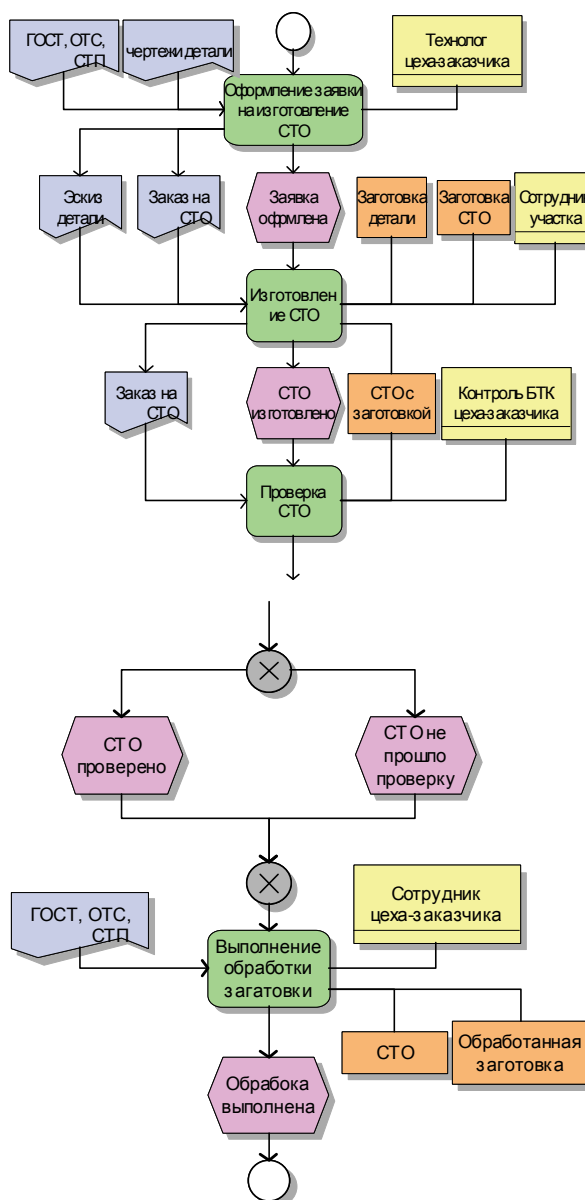 ГОСТ, ОТС,
СТП
чертежи детали
Технолог
цеха-заказчика
Оформление заявки
на изготовление
СТО
Эскиз
детали
Заказ на
СТО
Заявка
офрмлена
Заготовка
детали
Заготовка
СТО
Сотрудник
участка
Изготовлен
ие СТО
Заказ на
СТО
СТО
изготовлено
СТО с
заготовкой
Контроль БТК
цеха-заказчика
Проверка
СТО
СТО
проверено
СТО не
прошло
проверку
ГОСТ, ОТС,
СТП
Сотрудник
цеха-заказчика
Выполнение
обработки
загатовки
СТО
Обработанная
заготовка
Обрабока
выполнена